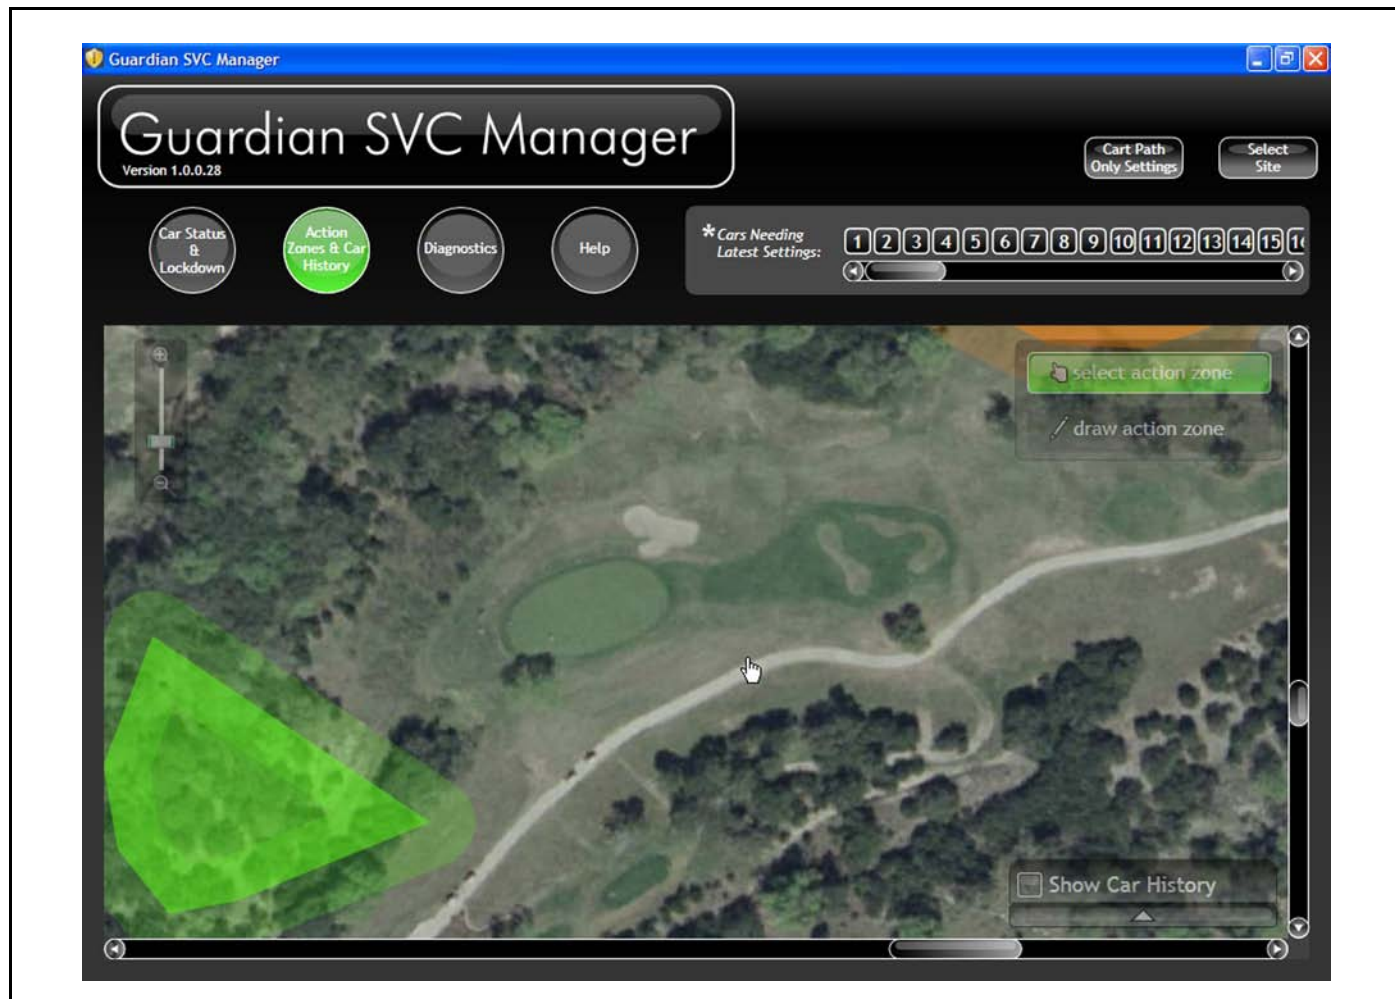 Guardian SVC Manager
Guardian SVC Manager
Version 1.0.0.28
Cart Path
Only Settings
Select
Site
Car Status
&
Lockdown
Action
Zones & Car
History
Diagnostics
Help
*Cars Needing
Latest Settings:
1 2 3 4 5 6 7 8 9 10 11 12 13 14 15
select action zone
draw action zone
Show Car History